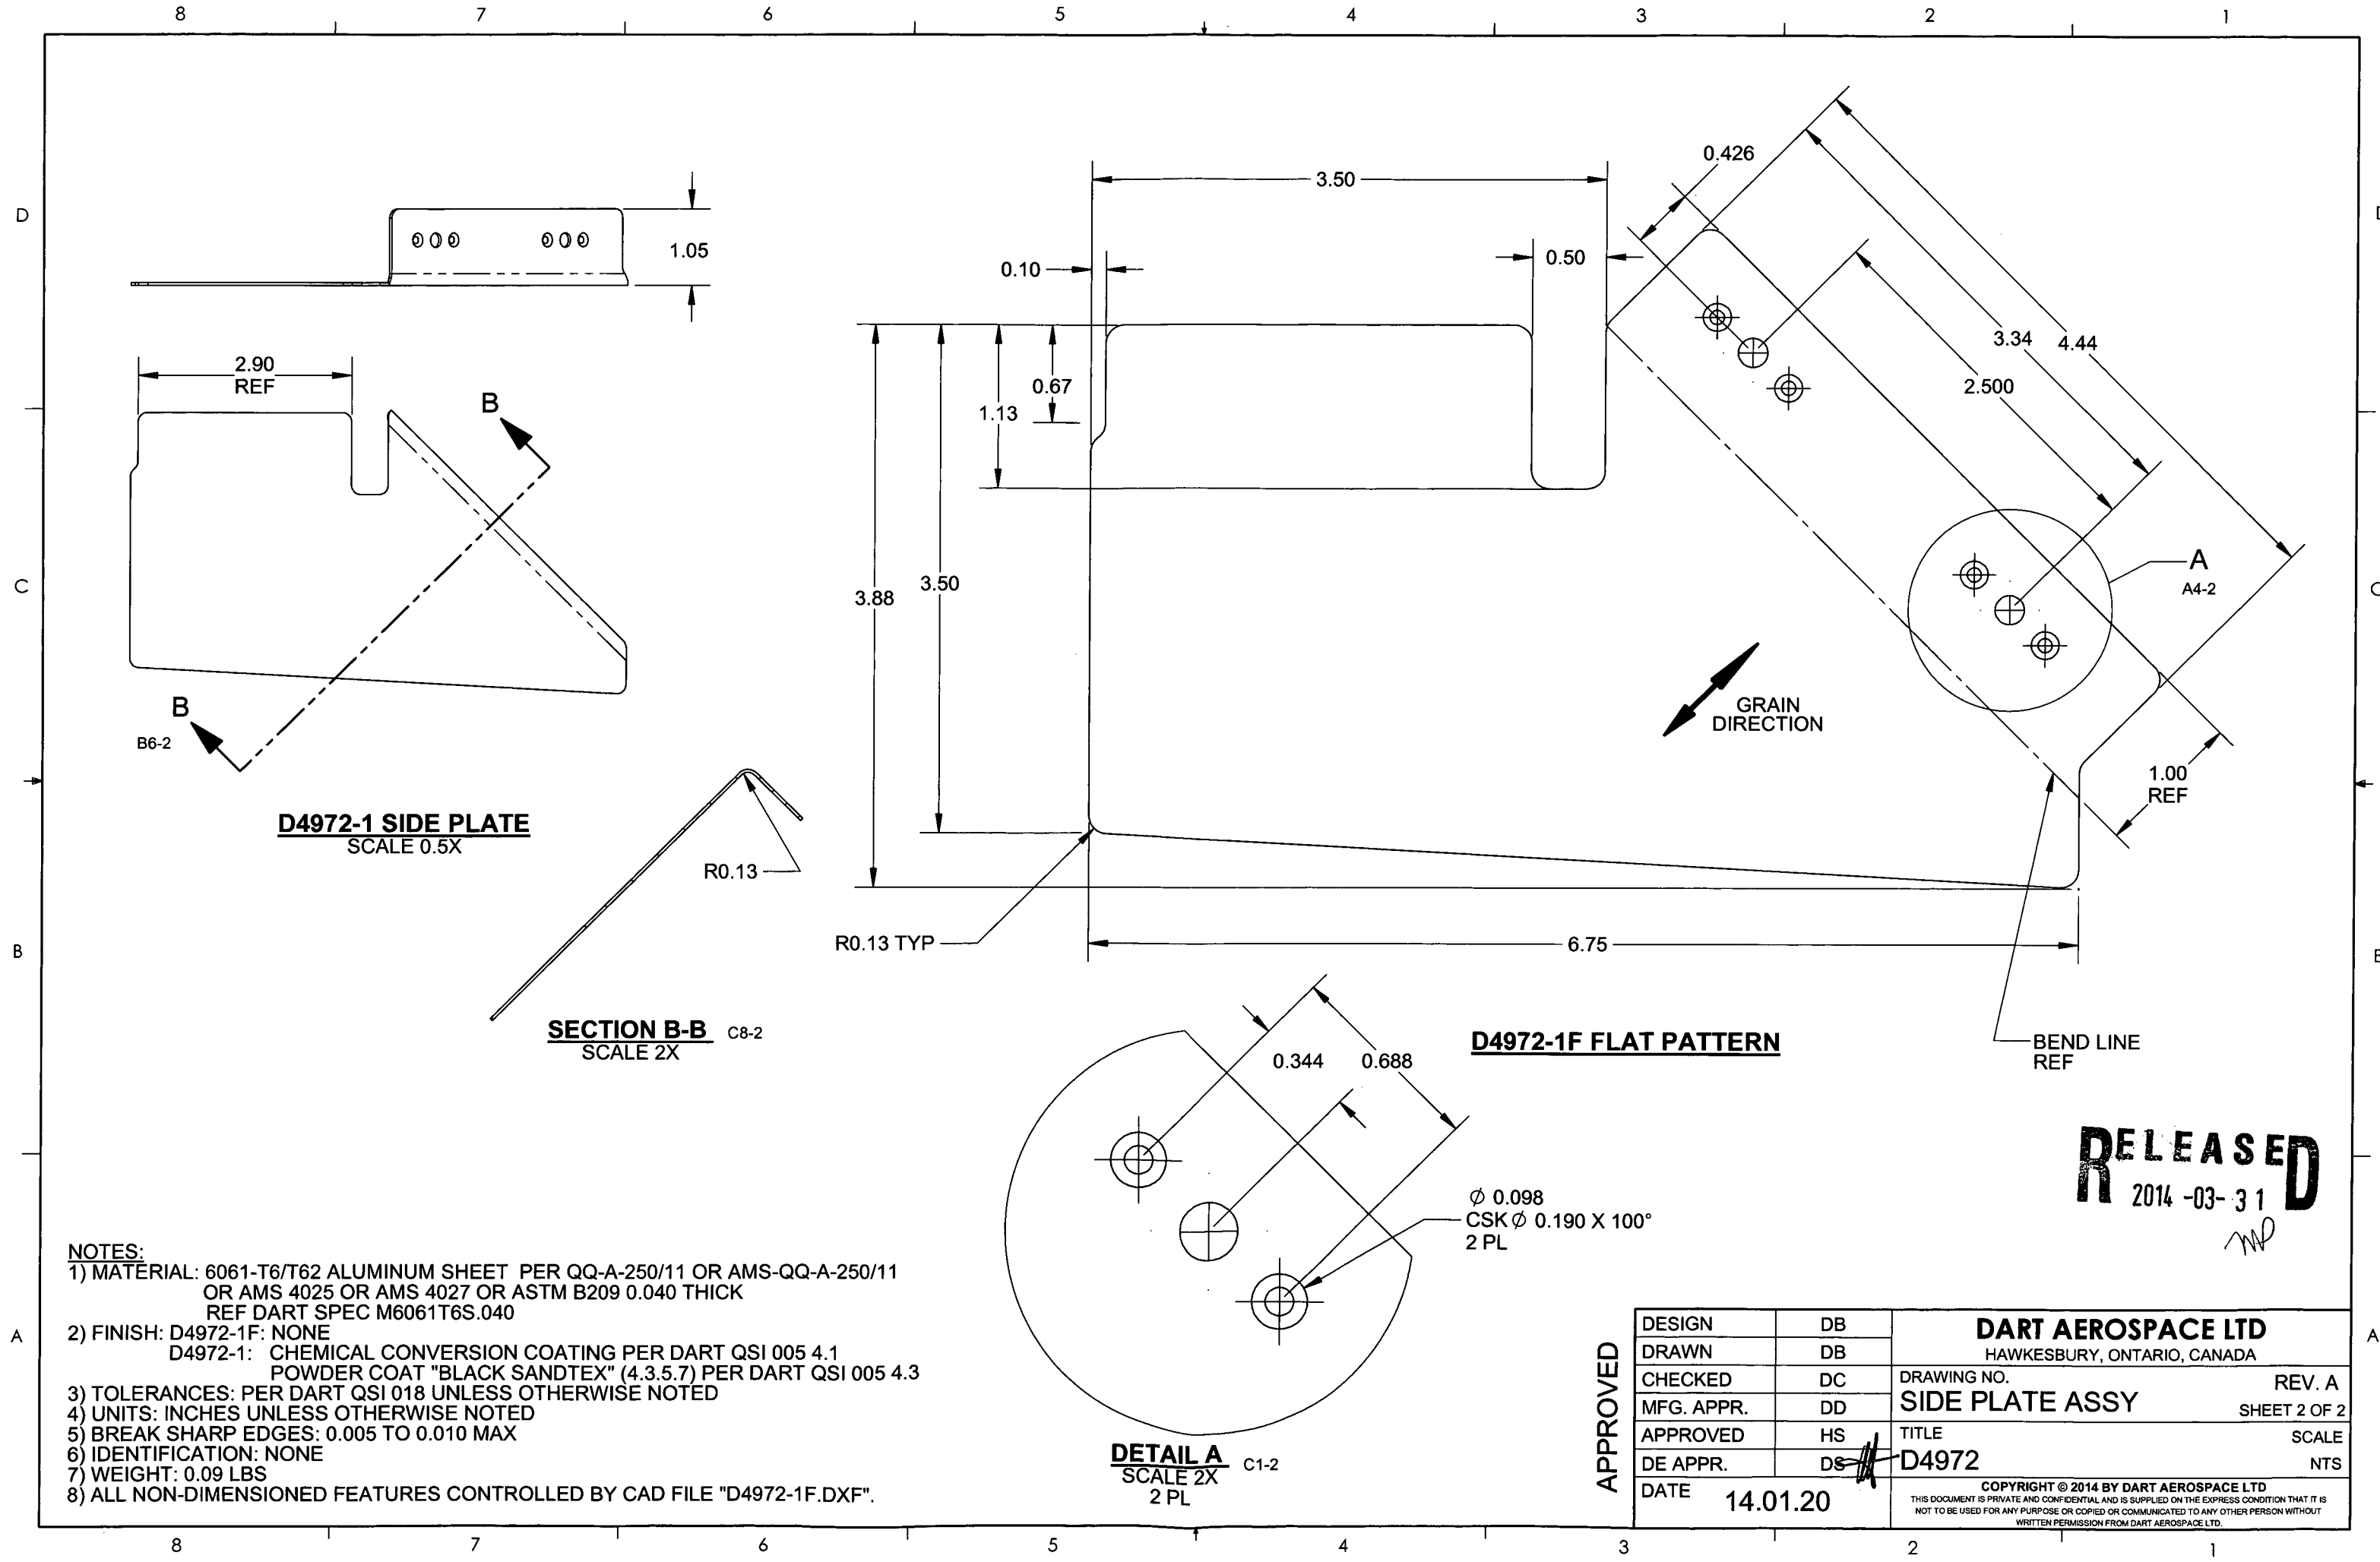 8 7 6 5 4 3 2 1
D
C
B
A
D
C
B
A
1.05
2.90
REF
B
B
B6-2
D4972-1 SIDE PLATE
SCALE 0.5X
R0.13
SECTION B-B C8-2
SCALE 2X
3.50
0.10
0.50
0.426
0.67
1.13
3.50
3.88
3.34
4.44
2.500
A
A4-2
GRAIN
DIRECTION
1.00
REF
R0.13 TYP
6.75
D4972-1F FLAT PATTERN
BEND LINE
REF
0.344
0.688
Ø 0.098
CSK Ø 0.190 X 100°
2 PL
DETAIL A C1-2
SCALE 2X
2 PL
RELEASED
2014-03-31
NOTES:
1) MATERIAL: 6061-T6/T62 ALUMINUM SHEET PER QQ-A-250/11 OR AMS-QQ-A-250/11
OR AMS 4025 OR AMS 4027 OR ASTM B209 0.040 THICK
REF DART SPEC M6061T6S.040
2) FINISH: D4972-1F: NONE
D4972-1: CHEMICAL CONVERSION COATING PER DART QSI 005 4.1
POWDER COAT "BLACK SANDTEX" (4.3.5.7) PER DART QSI 005 4.3
3) TOLERANCES: PER DART QSI 018 UNLESS OTHERWISE NOTED
4) UNITS: INCHES UNLESS OTHERWISE NOTED
5) BREAK SHARP EDGES: 0.005 TO 0.010 MAX
6) IDENTIFICATION: NONE
7) WEIGHT: 0.09 LBS
8) ALL NON-DIMENSIONED FEATURES CONTROLLED BY CAD FILE "D4972-1F.DXF".
APPROVED
DESIGN DB
DRAWN DB
CHECKED DC
MFG. APPR. DD
APPROVED HS
DE APPR. DS
DATE 14.01.20
DART AEROSPACE LTD
HAWKESBURY, ONTARIO, CANADA
DRAWING NO. REV. A
SIDE PLATE ASSY SHEET 2 OF 2
TITLE SCALE
D4972 NTS
COPYRIGHT © 2014 BY DART AEROSPACE LTD
THIS DOCUMENT IS PRIVATE AND CONFIDENTIAL AND IS SUPPLIED ON THE EXPRESS CONDITION THAT IT IS
NOT TO BE USED FOR ANY PURPOSE OR COPIED OR COMMUNICATED TO ANY OTHER PERSON WITHOUT
WRITTEN PERMISSION FROM DART AEROSPACE LTD.
8 7 6 5 4 3 2 1